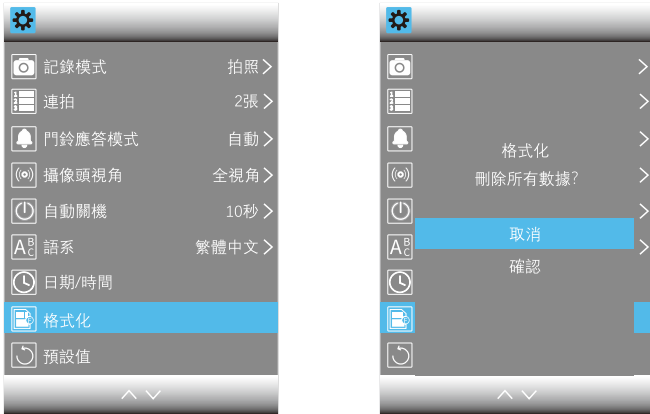 記錄模式 拍照
連拍 2張
門鈴應答模式 自動
攝像頭視角 全視角
自動關機 10秒
語系 繁體中文
日期/時間
格式化
預設值
格式化
刪除所有數據?
取消
確認